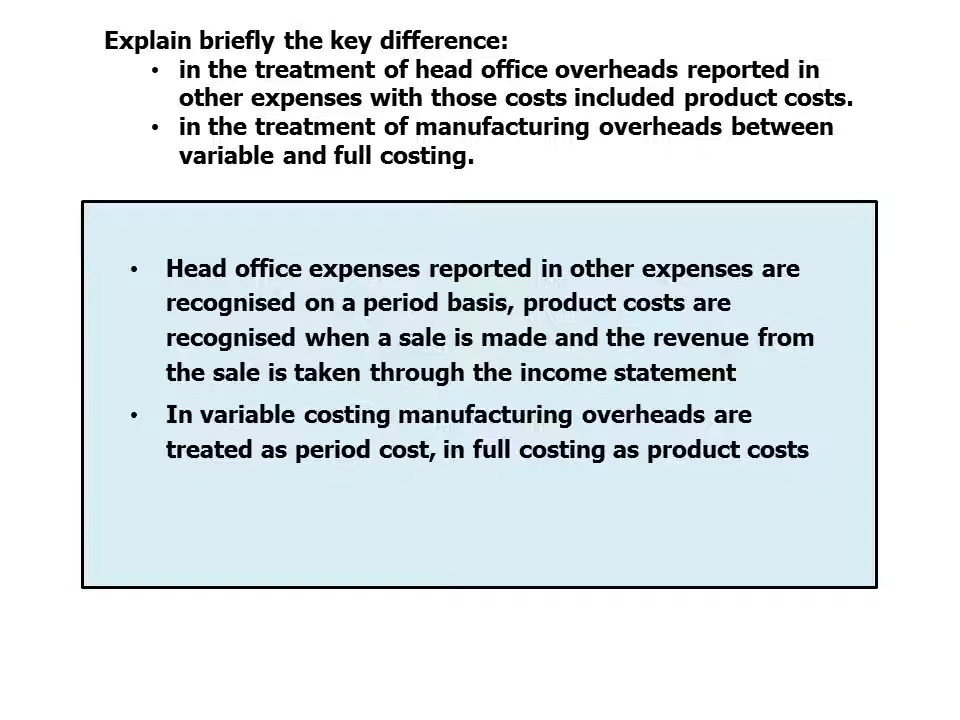 Explain briefly the key difference:
• in the treatment of head office overheads reported in
other expenses with those costs included product costs.
• in the treatment of manufacturing overheads between
variable and full costing.
• Head office expenses reported in other expenses are
recognised on a period basis, product costs are
recognised when a sale is made and the revenue from
the sale is taken through the income statement
• In variable costing manufacturing overheads are
treated as period cost, in full costing as product costs